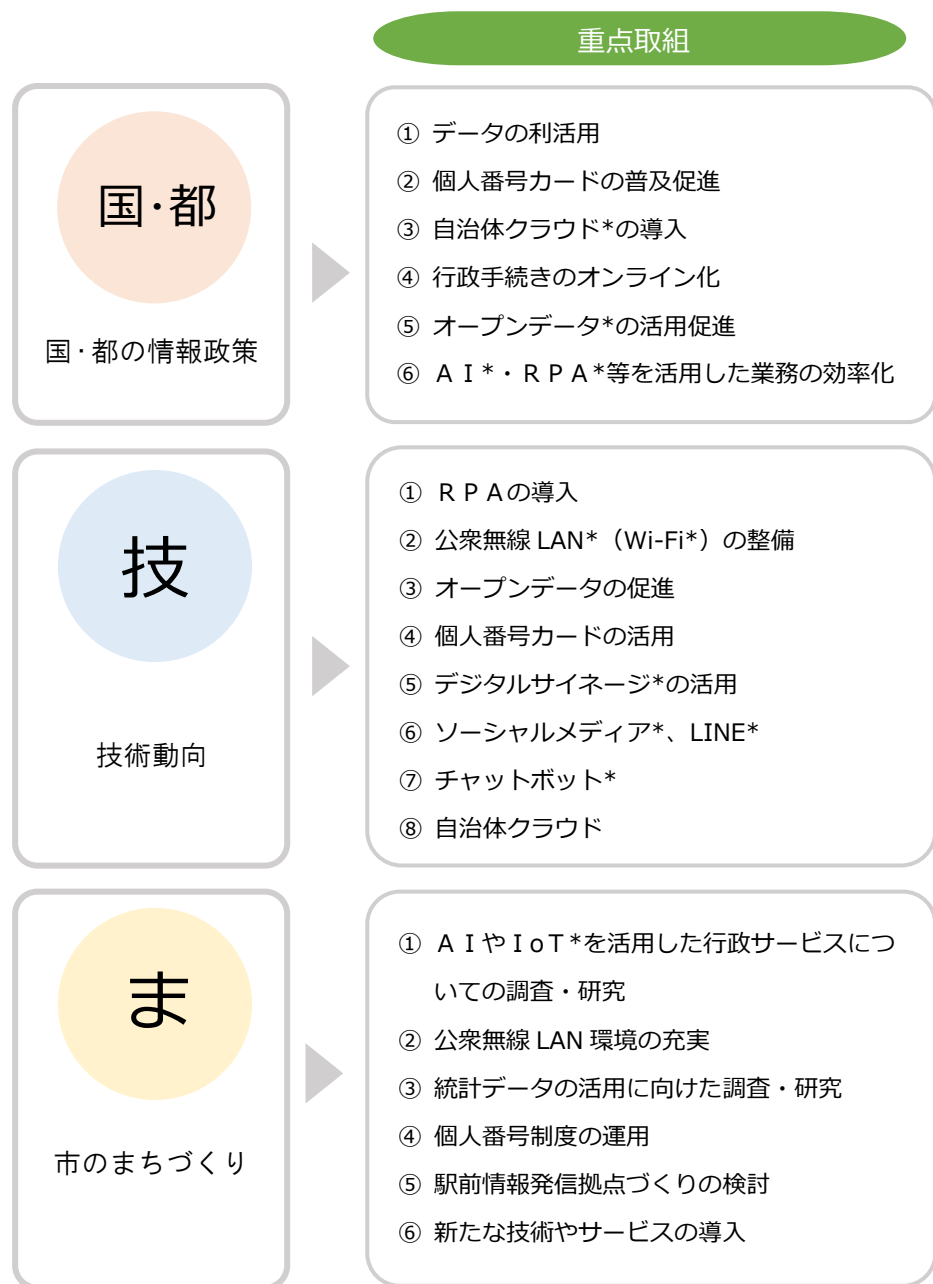 重点取組
国･都
国･都の情報政策
① データの利活用
② 個人番号カードの普及促進
③ 自治体クラウド*の導入
④ 行政手続きのオンライン化
⑤ オープンデータ*の活用促進
⑥ ＡＩ*・ＲＰＡ*等を活用した業務の効率化
技
技術動向
① ＲＰＡの導入
② 公衆無線 LAN*（Wi-Fi*）の整備
③ オープンデータの促進
④ 個人番号カードの活用
⑤ デジタルサイネージ*の活用
⑥ ソーシャルメディア*、LINE*
⑦ チャットボット*
⑧ 自治体クラウド
ま
市のまちづくり
① ＡＩやＩoＴ*を活用した行政サービスにつ
いての調査・研究
② 公衆無線 LAN 環境の充実
③ 統計データの活用に向けた調査・研究
④ 個人番号制度の運用
⑤ 駅前情報発信拠点づくりの検討
⑥ 新たな技術やサービスの導入